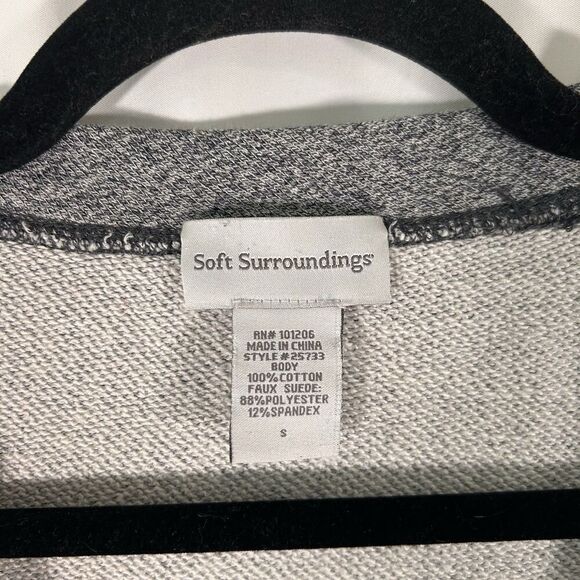 Soft Surroundings
RN# 101206
MADE IN CHINA
STYLE #25733
BODY
100%COTTON
FAUX SUEDE:
88%POLYESTER
12%SPANDEX
S